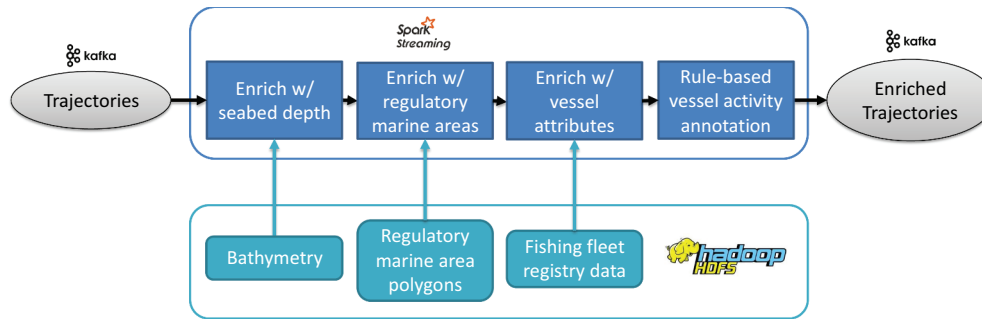 Spark
Streaming
kafka
kafka
Trajectories
Enrich w/
seabed depth
Enrich w/
regulatory
marine areas
Enrich w/
vessel
attributes
Rule-based
vessel activity
annotation
Enriched
Trajectories
Bathymetry
Regulatory
marine area
polygons
Fishing fleet
registry data
hadoop
HDFS